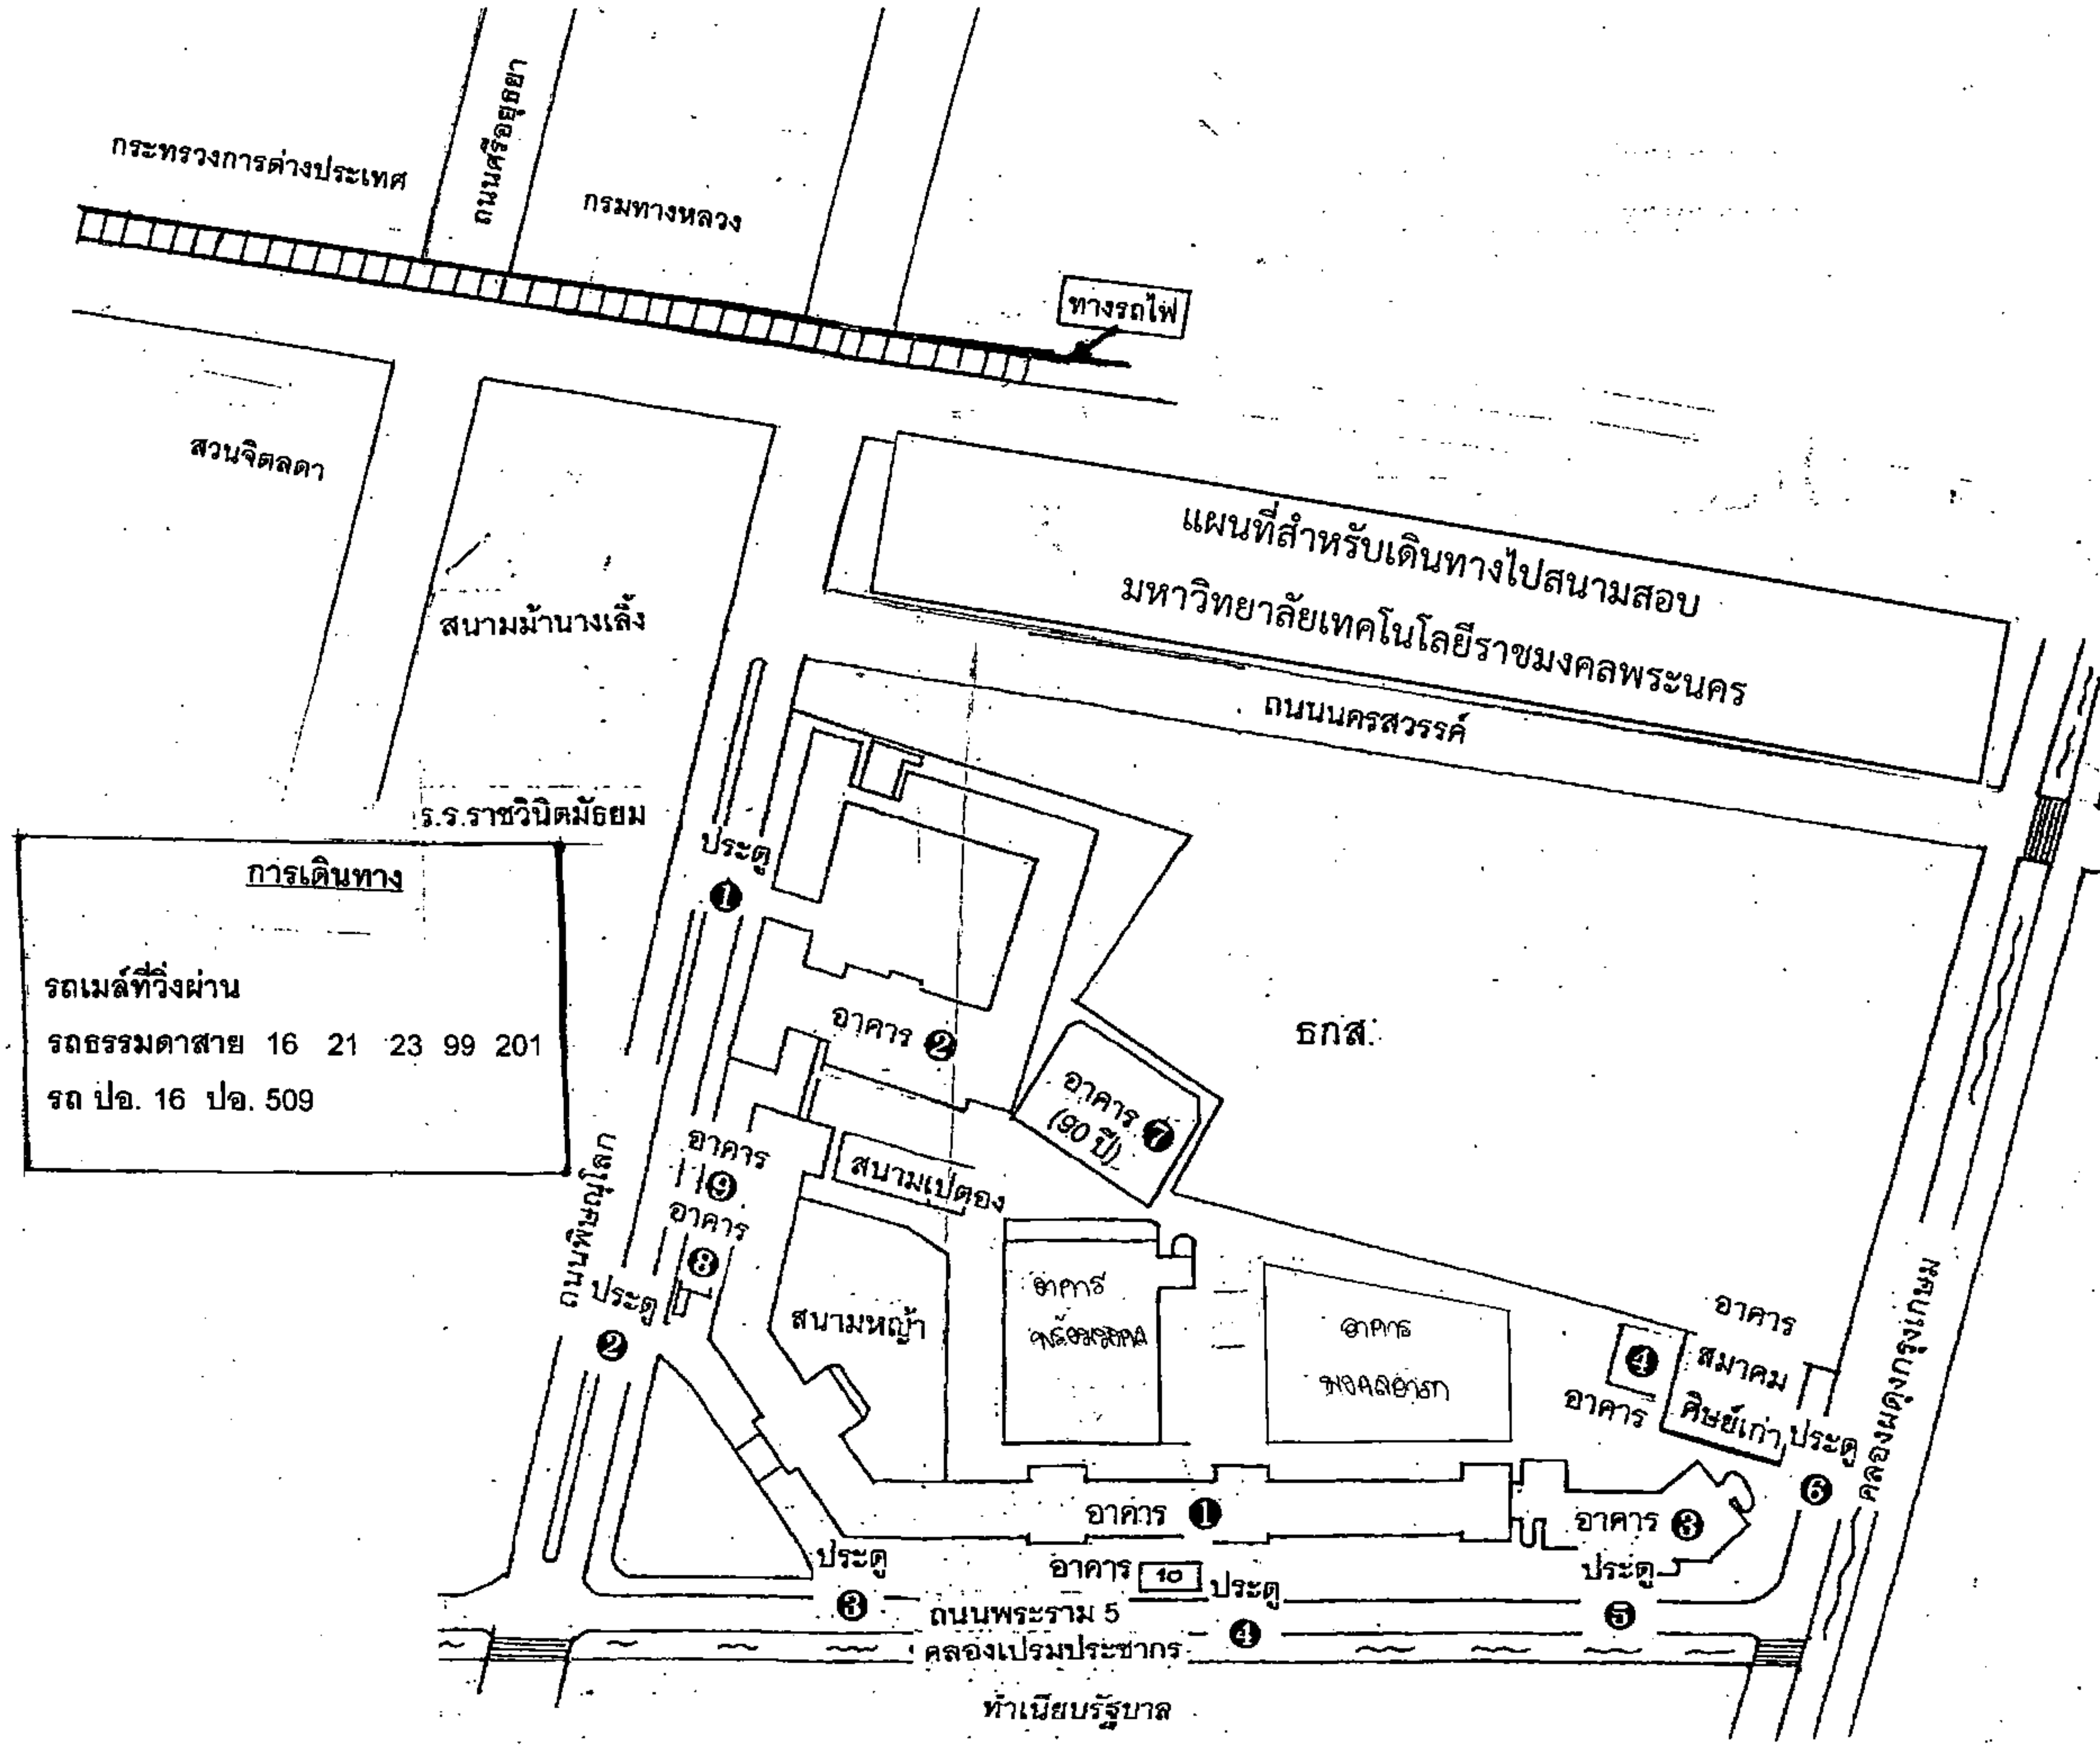 กระทรวงการต่างประเทศ
ถนนศรีอยุธยา
กรมทางหลวง
ทางรถไฟ
สวนจิตลดา
สนามม้านางเลิ้ง
แผนที่สำหรับเดินทางไปสนามสอบ
มหาวิทยาลัยเทคโนโลยีราชมงคลพระนคร
ถนนนครสวรรค์
ร.ร.ราชวินิตมัธยม
การเดินทาง
รถเมล์ที่วิ่งผ่าน
รถธรรมดาสาย 16 21 23 99 201
รถ ปอ. 16 ปอ. 509
ประตู
1
อาคาร 2
ธกส.
อาคาร 7
(90 ปี)
อาคาร
9
สนามเปตอง
อาคาร
8
ถนนพิษณุโลก
ประตู
2
สนามหญ้า
อาคาร
อาคาร
อาคาร
สมาคม
ศิษย์เก่า
4
อาคาร
ประตู
6
คลองผดุงกรุงเกษม
อาคาร 1
อาคาร 3
ประตู
3
อาคาร 10
ประตู
4
ประตู
5
ถนนพระราม 5
คลองเปรมประชากร
ทำเนียบรัฐบาล